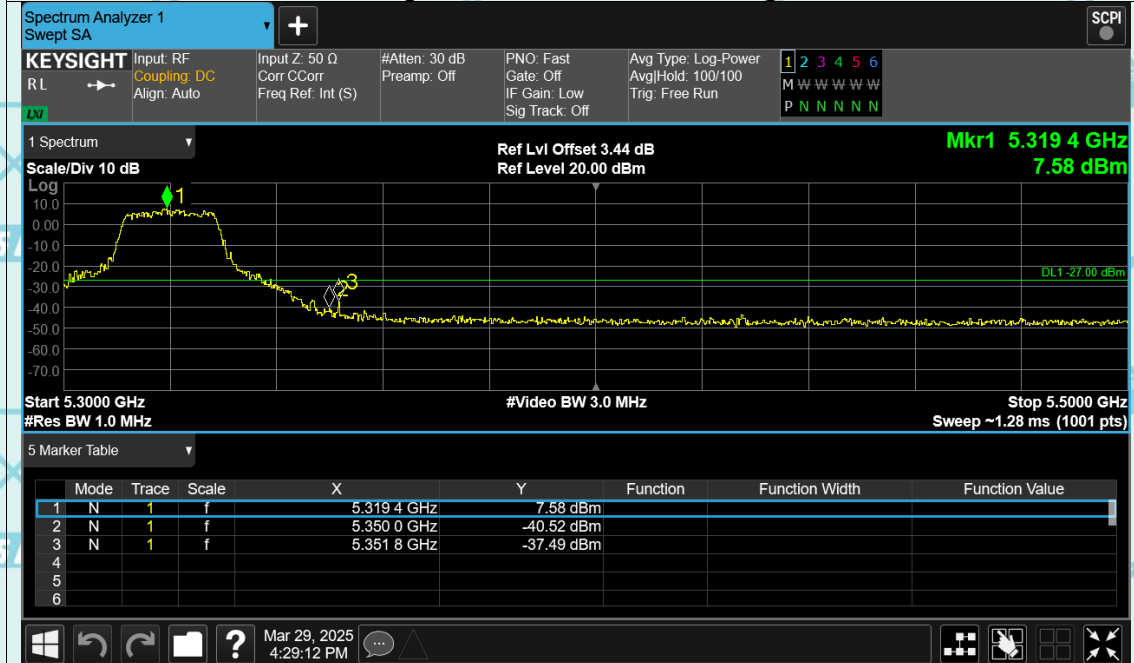 Spectrum Analyzer 1
Swept SA
+
SCPI
KEYSIGHT
R L
LXI
Input: RF
Coupling: DC
Align: Auto
Input Z: 50 Ω
Corr CCorr
Freq Ref: Int (S)
#Atten: 30 dB
Preamp: Off
PNO: Fast
Gate: Off
IF Gain: Low
Sig Track: Off
Avg Type: Log-Power
Avg|Hold: 100/100
Trig: Free Run
1 2 3 4 5 6
M W W W W W
P N N N N N
1 Spectrum
Scale/Div 10 dB
Ref Lvl Offset 3.44 dB
Ref Level 20.00 dBm
Mkr1 5.319 4 GHz
7.58 dBm
Log
10.0
0.00
-10.0
-20.0
-30.0
-40.0
-50.0
-60.0
-70.0
1
2
3
DL1 -27.00 dBm
Start 5.3000 GHz
#Video BW 3.0 MHz
Stop 5.5000 GHz
#Res BW 1.0 MHz
Sweep ~1.28 ms (1001 pts)
5 Marker Table
Mode Trace Scale X Y Function Function Width Function Value
1 N 1 f 5.319 4 GHz 7.58 dBm
2 N 1 f 5.350 0 GHz -40.52 dBm
3 N 1 f 5.351 8 GHz -37.49 dBm
4
5
6
?
Mar 29, 2025
4:29:12 PM